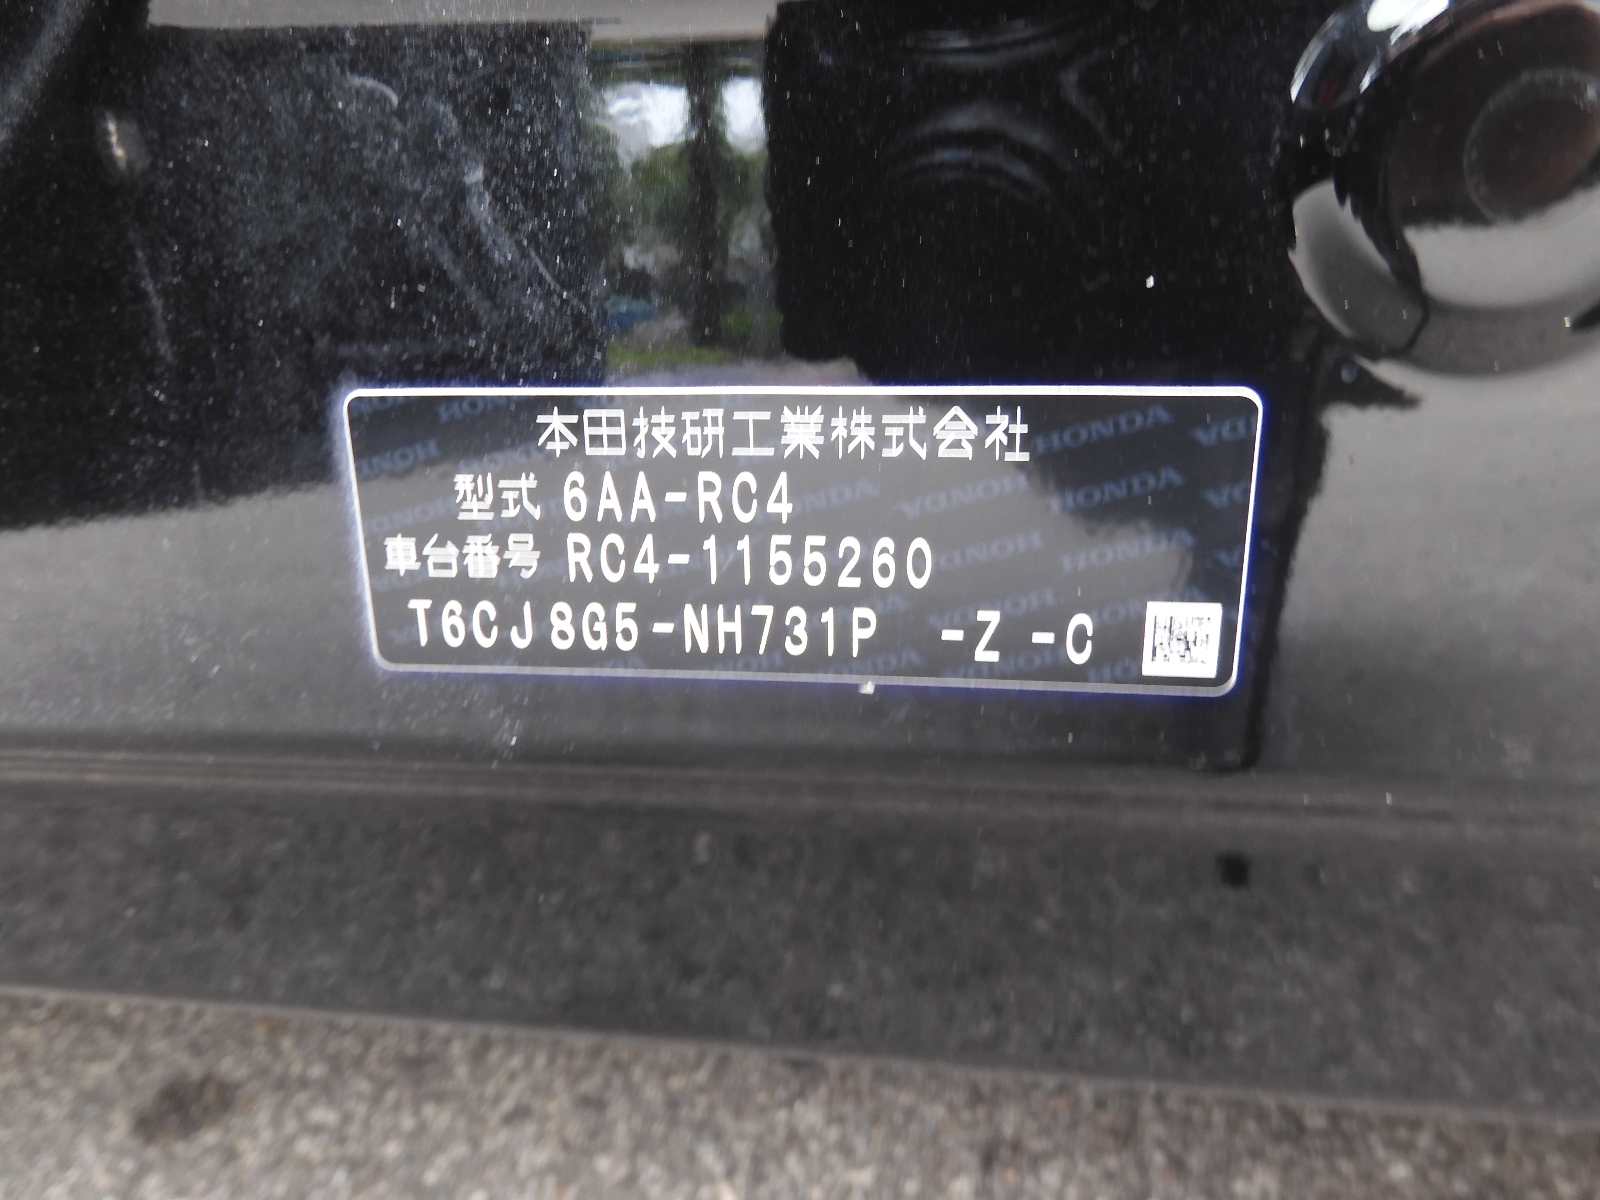 本田技研工業株式会社
型式 6AA-RC4
車台番号 RC4-1155260
T6CJ8G5-NH731P -Z -C